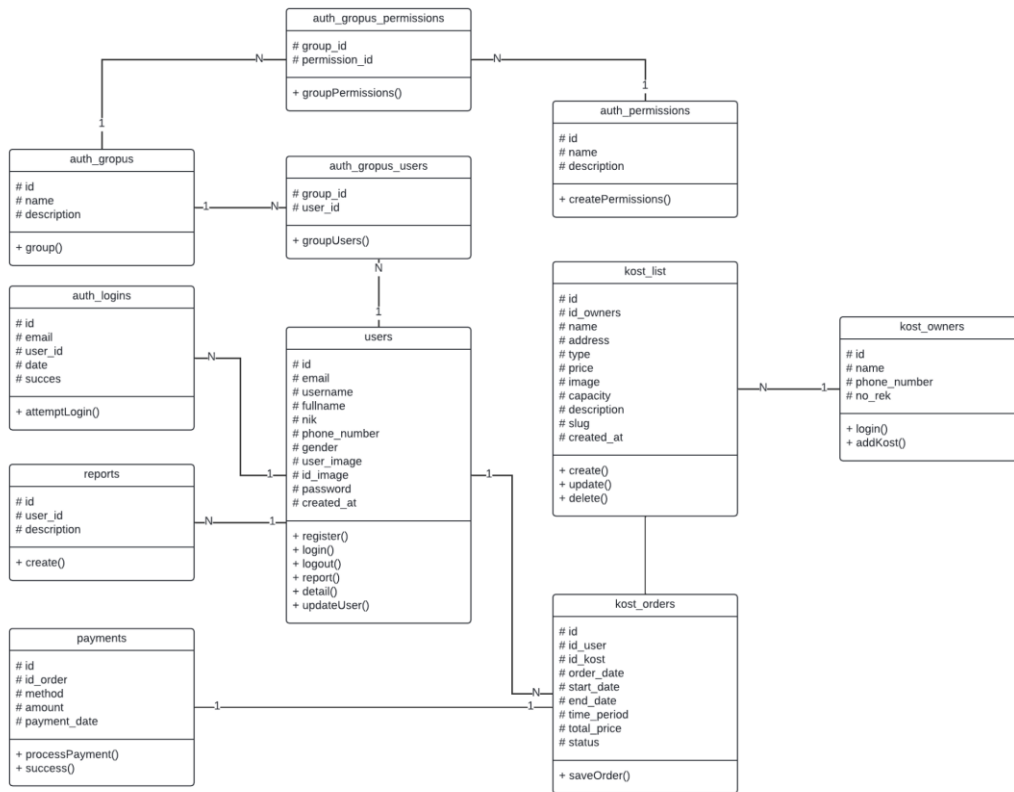 auth_gropus_permissions
# group_id
# permission_id
+ groupPermissions()
N
N
1
1
auth_permissions
# id
# name
# description
+ createPermissions()
auth_gropus
# id
# name
# description
+ group()
1
N
auth_gropus_users
# group_id
# user_id
+ groupUsers()
N
1
auth_logins
# id
# email
# user_id
# date
# succes
+ attemptLogin()
N
1
users
# id
# email
# username
# fullname
# nik
# phone_number
# gender
# user_image
# id_image
# password
# created_at
+ register()
+ login()
+ logout()
+ report()
+ detail()
+ updateUser()
1
N
kost_list
# id
# id_owners
# name
# address
# type
# price
# image
# capacity
# description
# slug
# created_at
+ create()
+ update()
+ delete()
N
1
kost_owners
# id
# name
# phone_number
# no_rek
+ login()
+ addKost()
reports
# id
# user_id
# description
+ create()
N
1
payments
# id
# id_order
# method
# amount
# payment_date
+ processPayment()
+ success()
1
1
kost_orders
# id
# id_user
# id_kost
# order_date
# start_date
# end_date
# time_period
# total_price
# status
+ saveOrder()